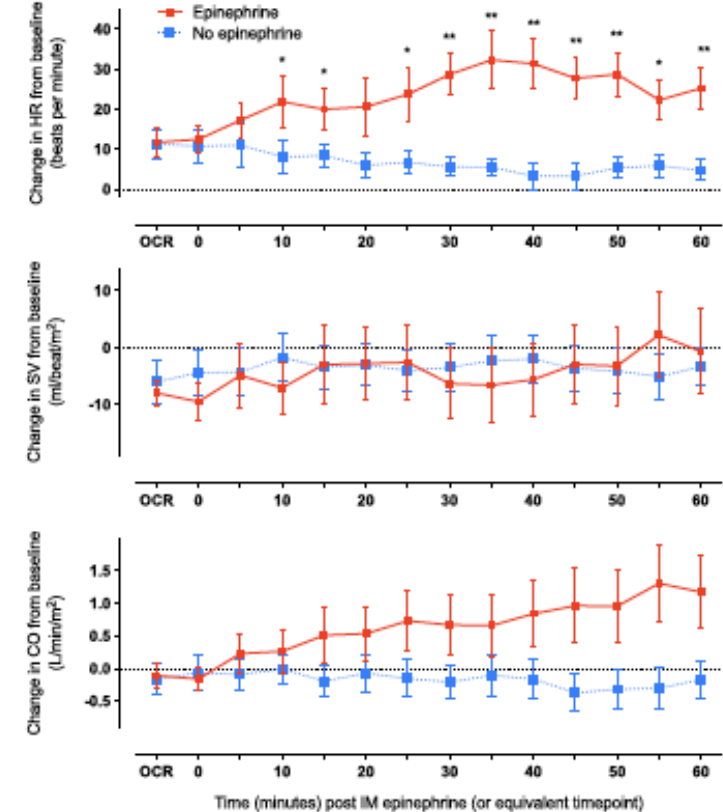 Epinephrine
No epinephrine
Change in HR from baseline
(beats per minute)
40
30
20
10
0
* * * ** ** ** ** ** * **
OCR 0 10 20 30 40 50 60
Change in SV from baseline
(ml/beat/m²)
10
0
-10
OCR 0 10 20 30 40 50 60
Change in CO from baseline
(L/min/m²)
1.5
1.0
0.5
0.0
-0.5
OCR 0 10 20 30 40 50 60
Time (minutes) post IM epinephrine (or equivalent timepoint)